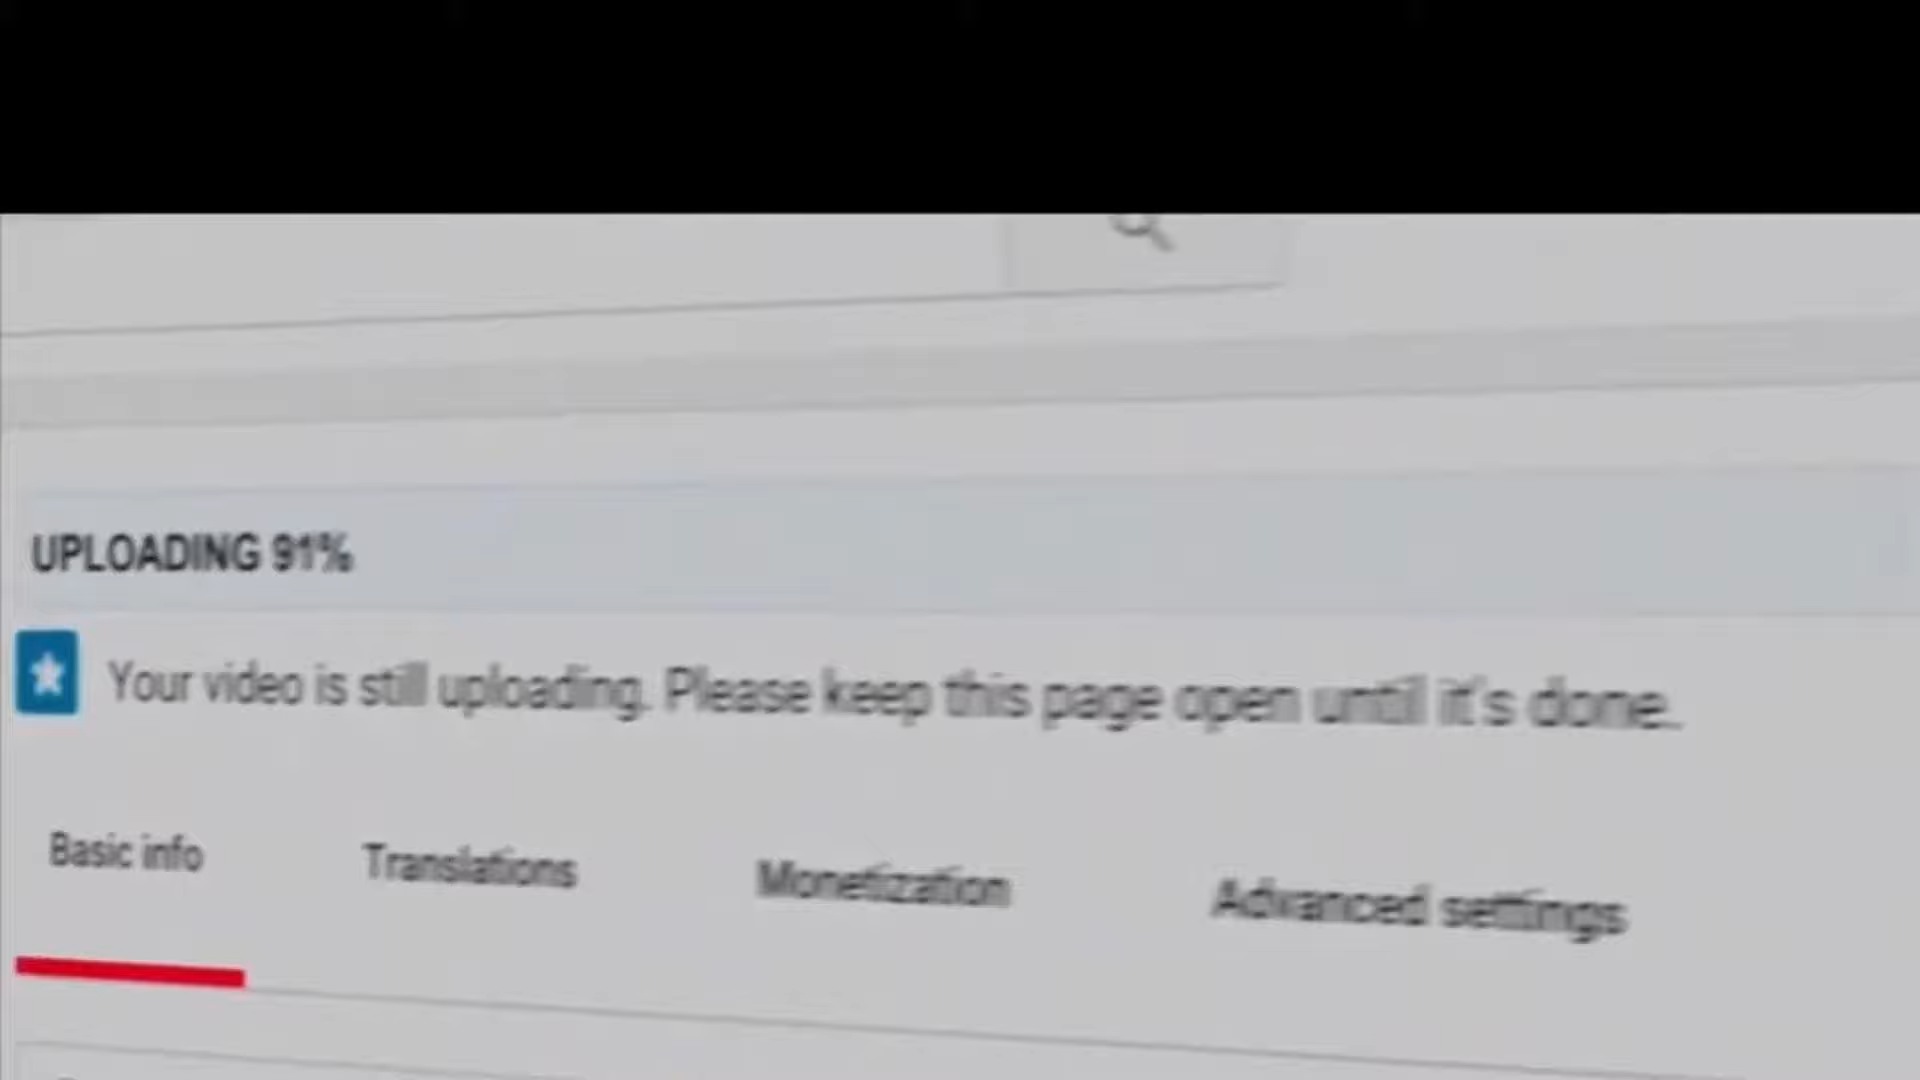 UPLOADING 91%
Your video is still uploading. Please keep this page open until it's done.
Basic info Translations Monetization Advanced settings